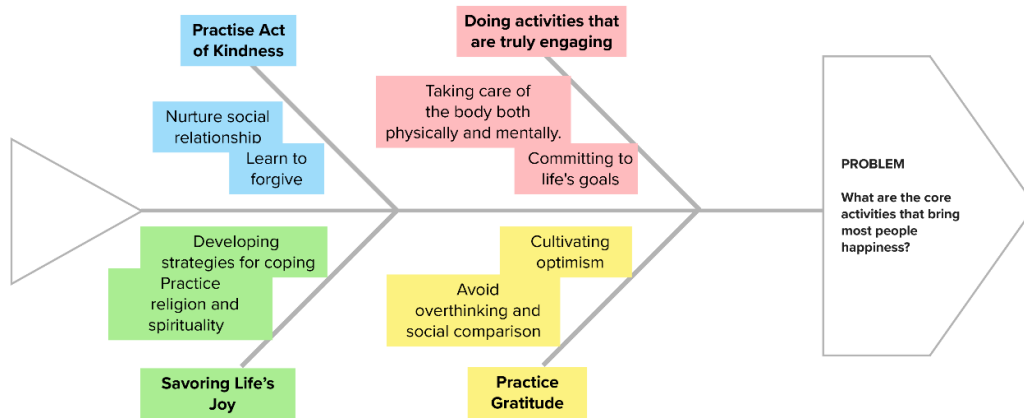 Practise Act
of Kindness
Nurture social
relationship
Learn to
forgive
Doing activities that
are truly engaging
Taking care of
the body both
physically and mentally.
Committing to
life's goals
Developing
strategies for coping
Practice
religion and
spirituality
Savoring Life’s
Joy
Cultivating
optimism
Avoid
overthinking and
social comparison
Practice
Gratitude
PROBLEM
What are the core
activities that bring
most people
happiness?